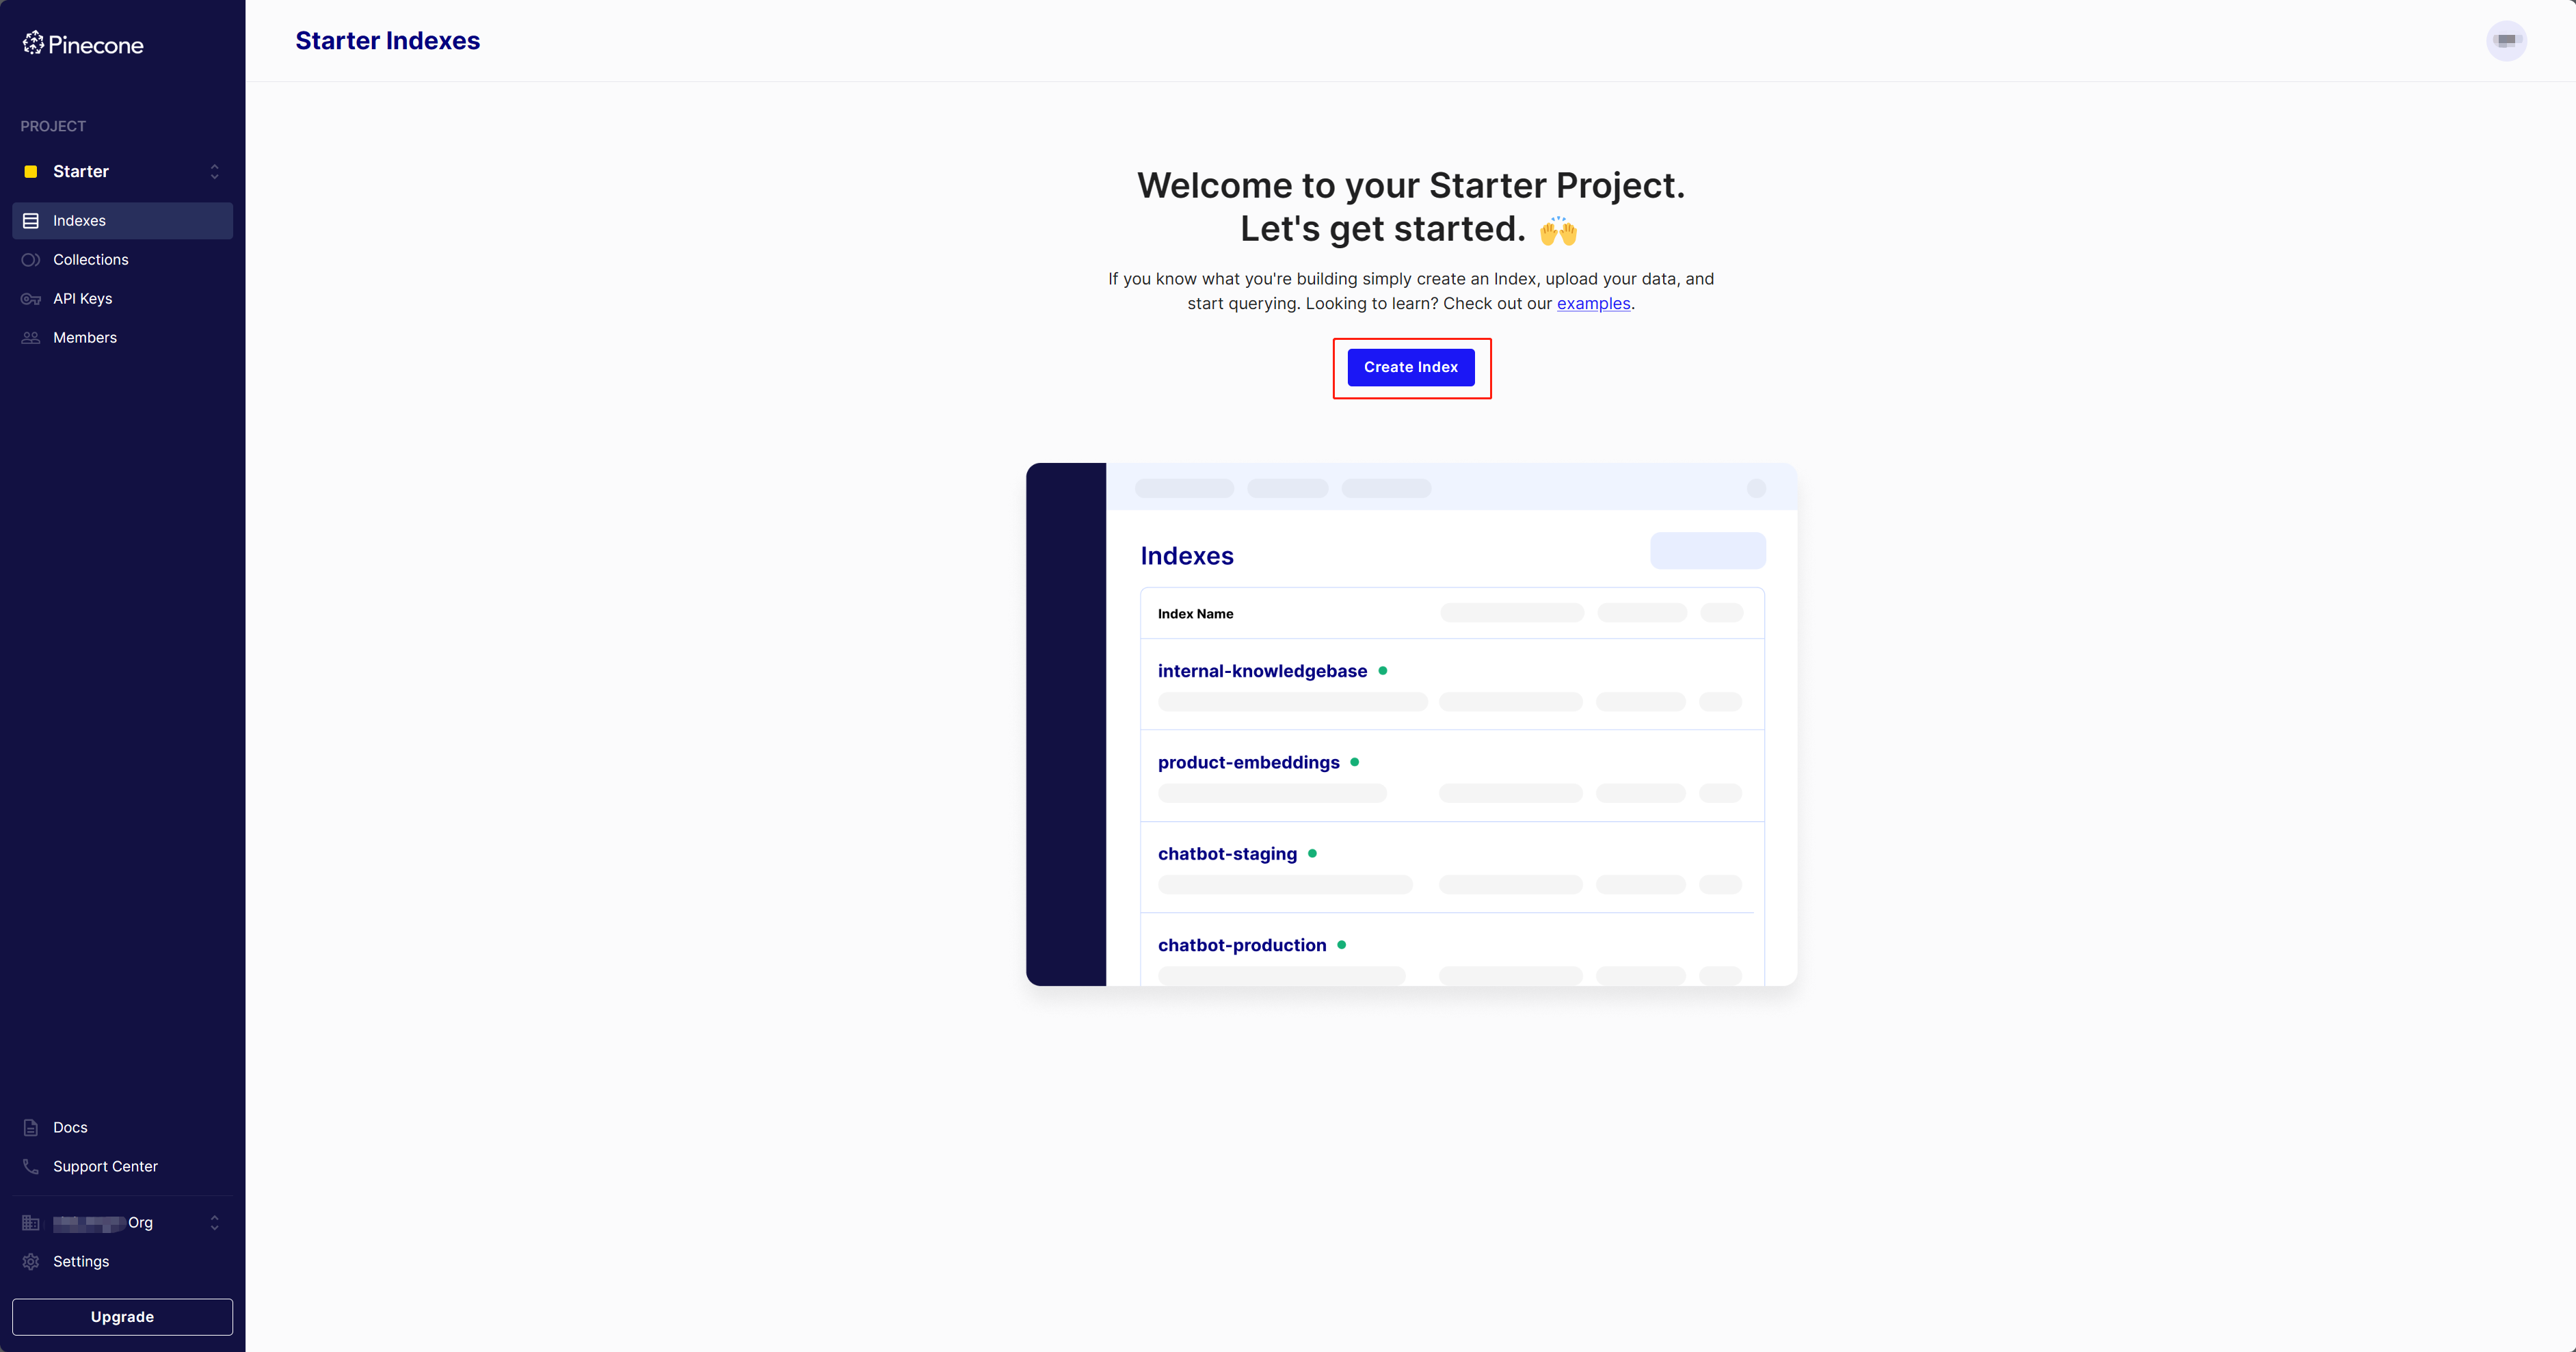 Pinecone
PROJECT
Starter
Indexes
Collections
API Keys
Members
Docs
Support Center
Org
Settings
Upgrade
Starter Indexes
Welcome to your Starter Project.
Let's get started. 🙌
If you know what you're building simply create an Index, upload your data, and
start querying. Looking to learn? Check out our examples.
Create Index
Indexes
Index Name
internal-knowledgebase
product-embeddings
chatbot-staging
chatbot-production